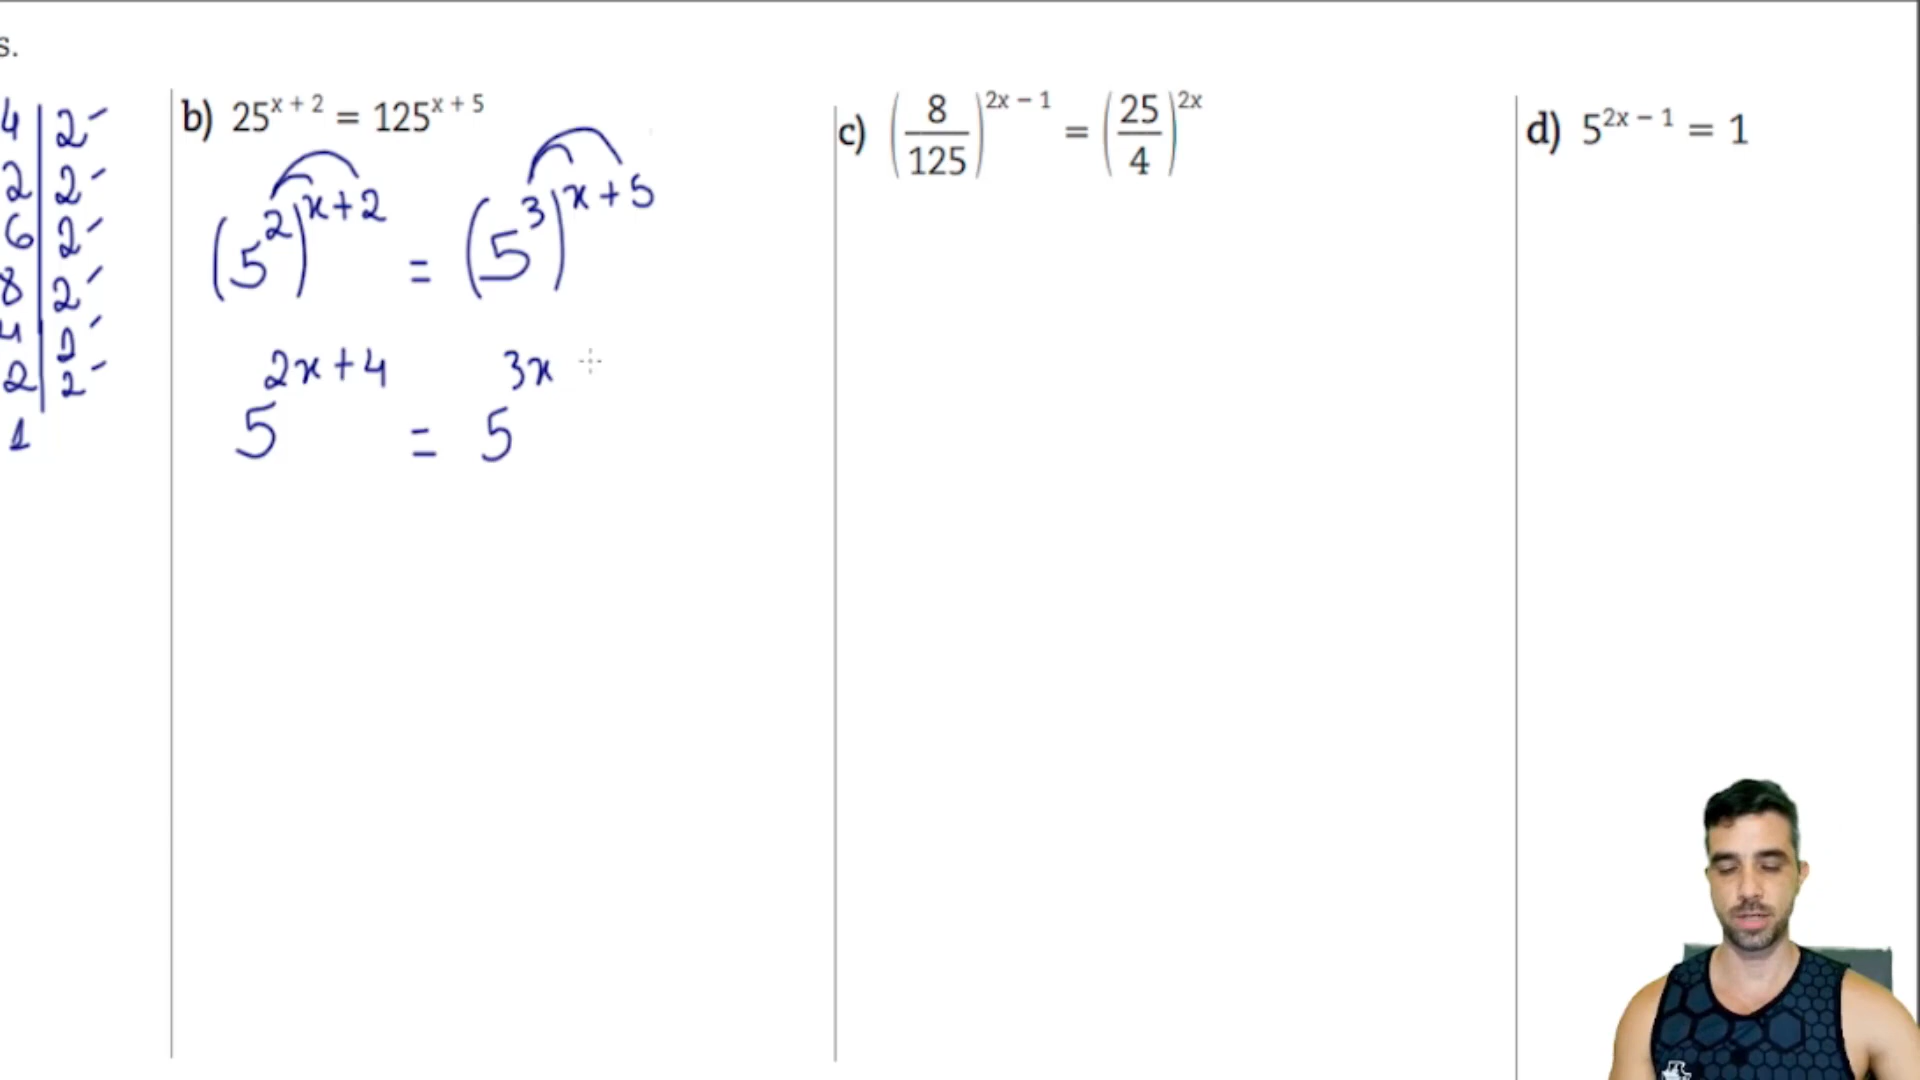 s.
4 | 2
2 | 2
6 | 2
8 | 2
4 | 2
2 | 2
1
b) 25^{x + 2} = 125^{x + 5}
(5^2)^{x+2} = (5^3)^{x+5}
5^{2x+4} = 5^{3x}
c) (8/125)^{2x − 1} = (25/4)^{2x}
d) 5^{2x − 1} = 1